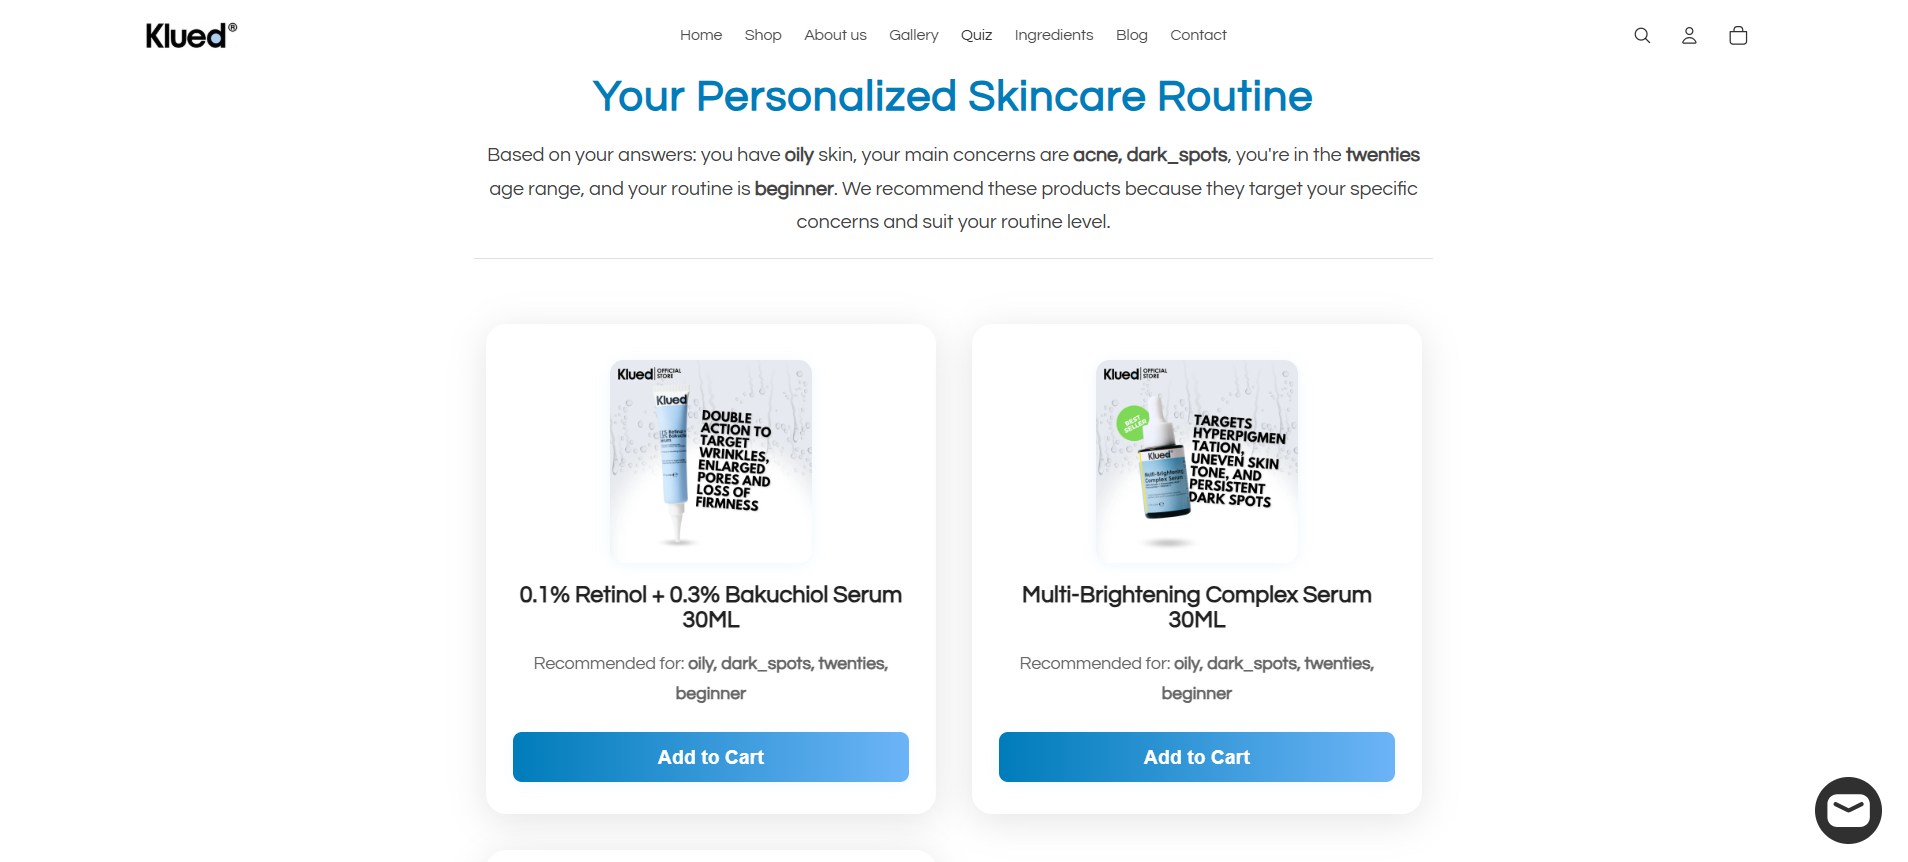 Klued®
Home Shop About us Gallery Quiz Ingredients Blog Contact
Your Personalized Skincare Routine
Based on your answers: you have oily skin, your main concerns are acne, dark_spots, you're in the twenties
age range, and your routine is beginner. We recommend these products because they target your specific
concerns and suit your routine level.
Klued OFFICIAL
STORE
Klued
DOUBLE
ACTION TO
TARGET
WRINKLES,
ENLARGED
PORES AND
LOSS OF
FIRMNESS
0.1% Retinol + 0.3% Bakuchiol Serum
30ML
Recommended for: oily, dark_spots, twenties,
beginner
Add to Cart
Klued OFFICIAL
STORE
BEST
SELLER
Klued
Multi-Brightening
Complex Serum
TARGETS
HYPERPIGMEN
TATION,
UNEVEN SKIN
TONE, AND
PERSISTENT
DARK SPOTS
Multi-Brightening Complex Serum
30ML
Recommended for: oily, dark_spots, twenties,
beginner
Add to Cart